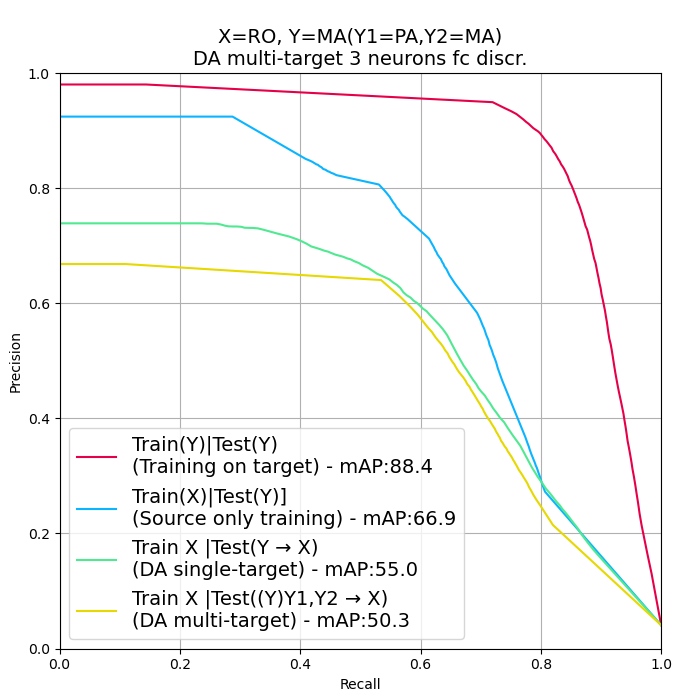 X=RO, Y=MA(Y1=PA,Y2=MA)
DA multi-target 3 neurons fc discr.
1.0
0.8
0.6
0.4
0.2
0.0
Precision
Train(Y)|Test(Y)
(Training on target) - mAP:88.4
Train(X)|Test(Y)]
(Source only training) - mAP:66.9
Train X |Test(Y → X)
(DA single-target) - mAP:55.0
Train X |Test((Y)Y1,Y2 → X)
(DA multi-target) - mAP:50.3
0.0 0.2 0.4 0.6 0.8 1.0
Recall